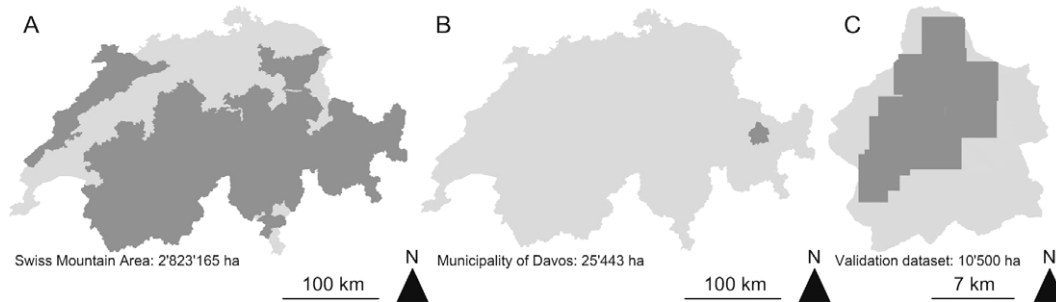 A
B
C
Swiss Mountain Area: 2'823'165 ha
N
100 km
Municipality of Davos: 25'443 ha
N
100 km
Validation dataset: 10'500 ha
N
7 km